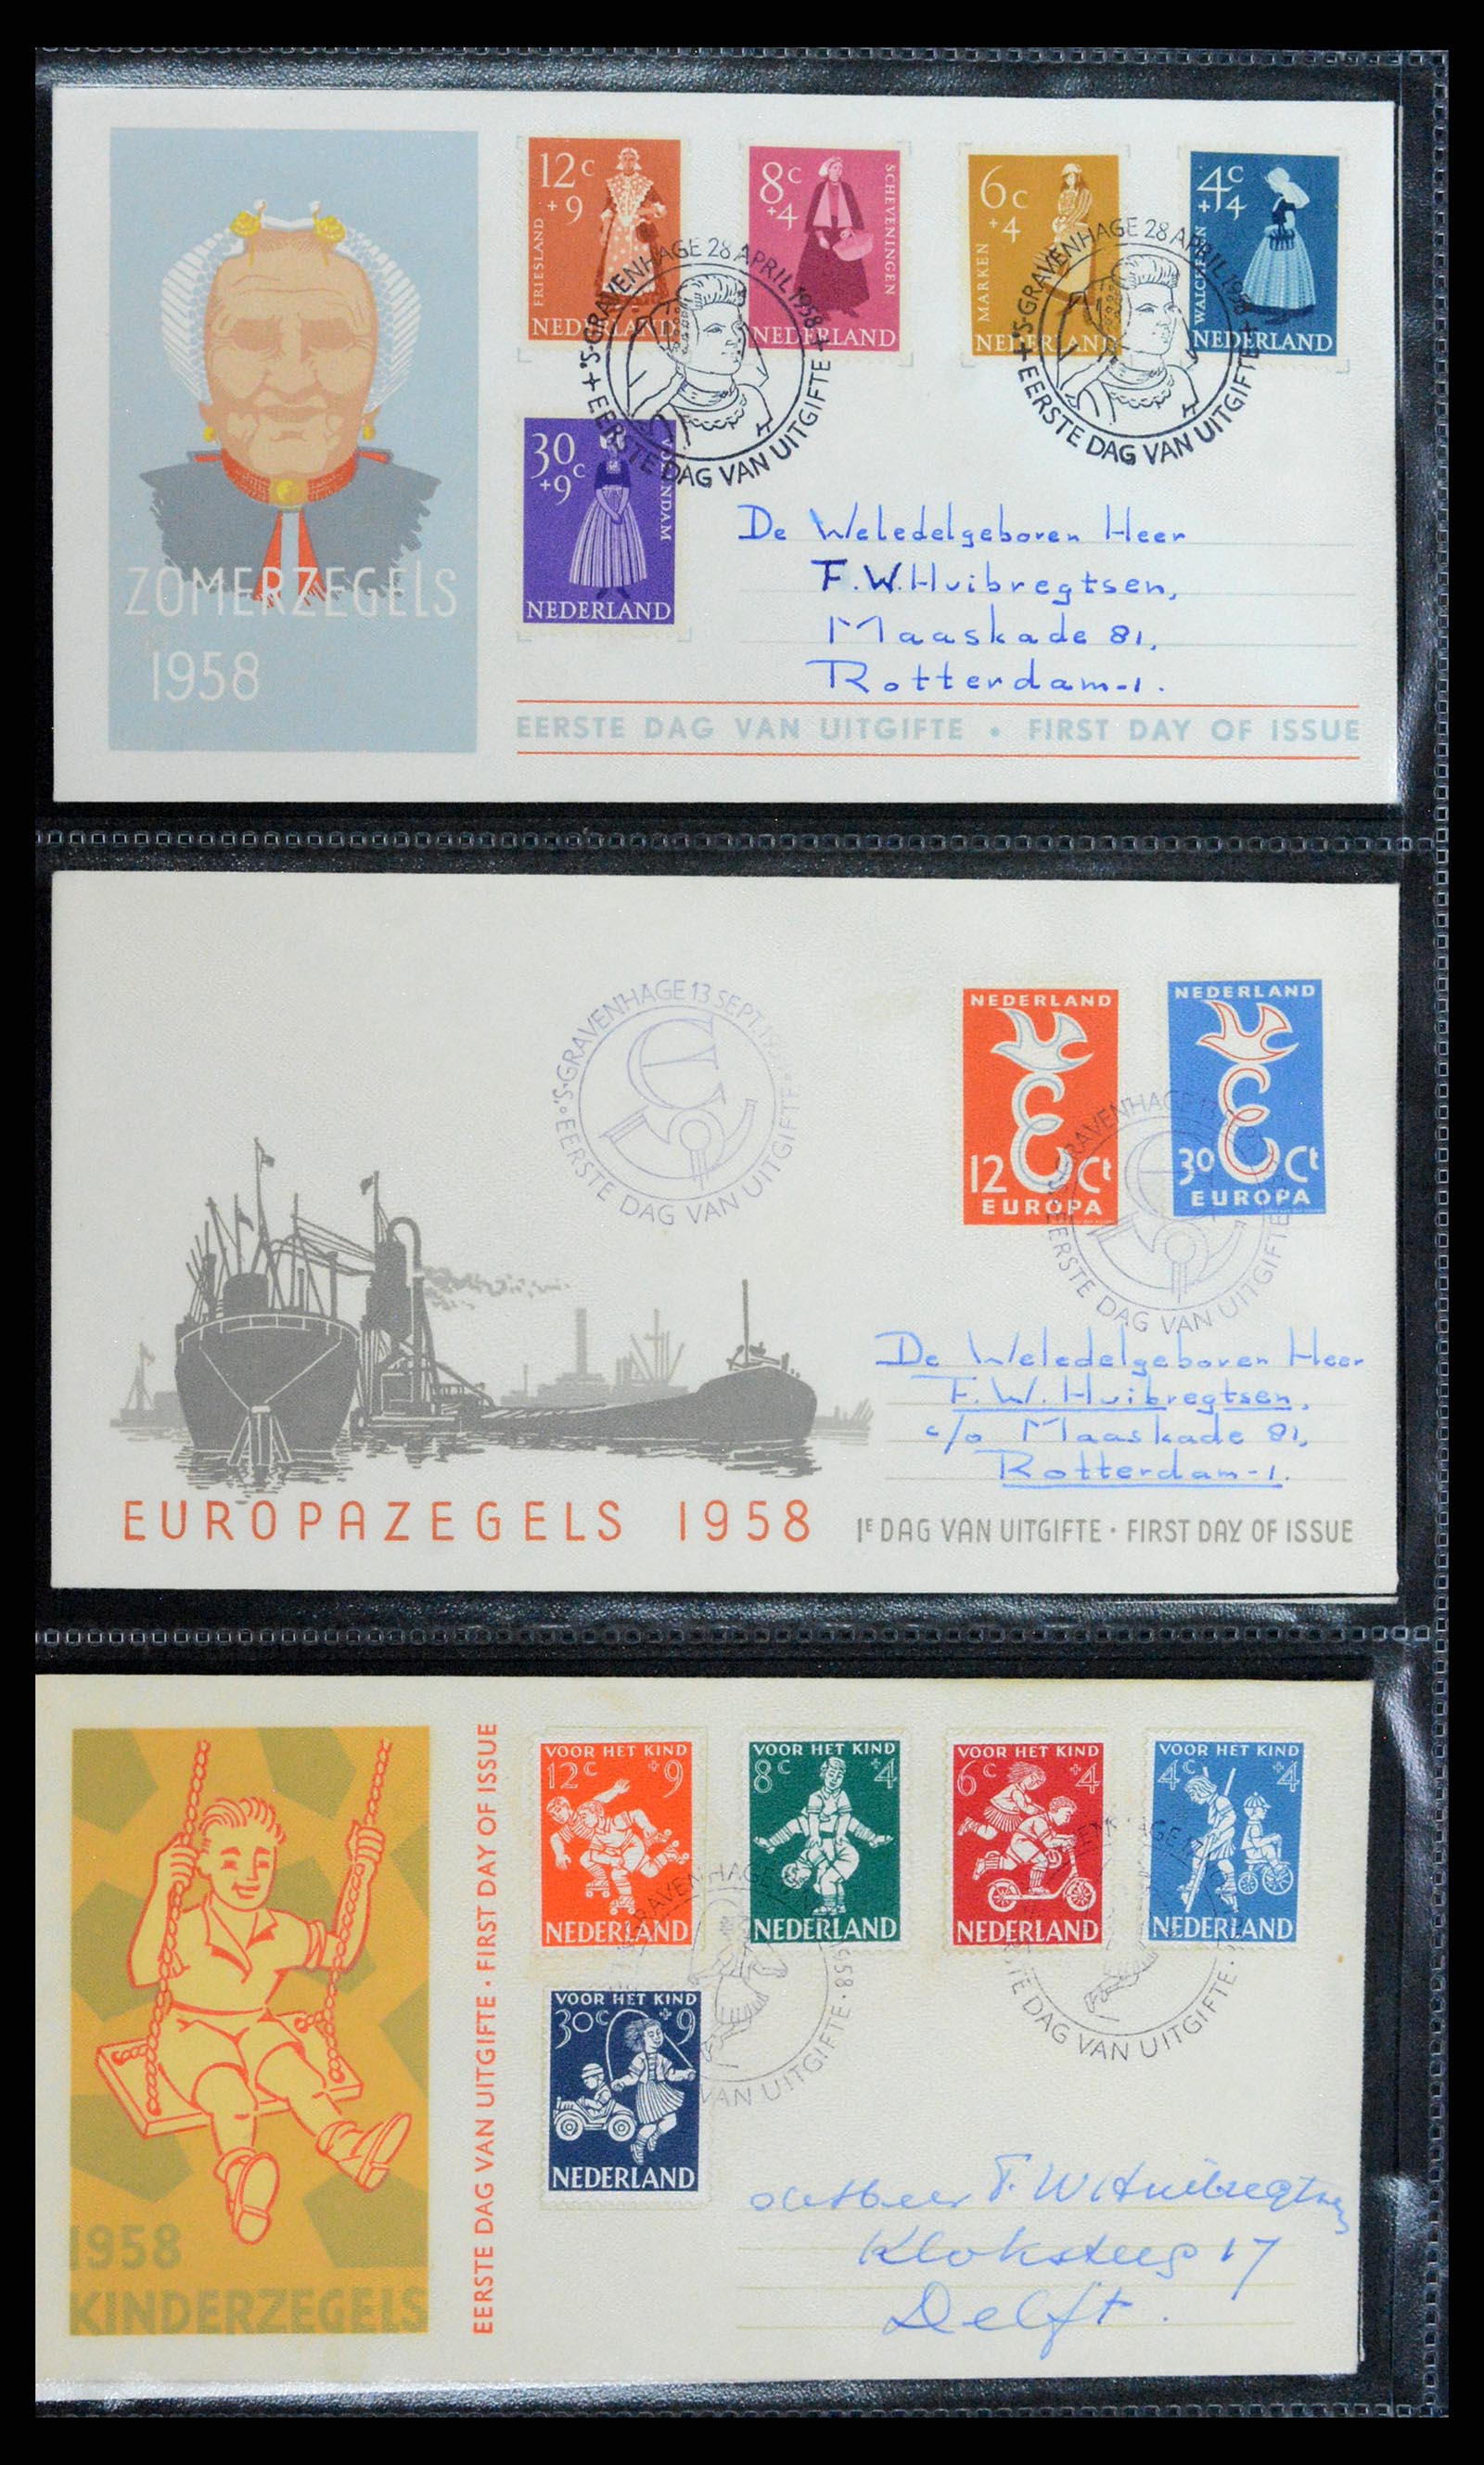 ZOMERZEGELS
1958
12c
+9
FRIESLAND
NEDERLAND
8c
+4
SCHEVENINGEN
NEDERLAND
6c
+4
MARKEN
NEDERLAND
4c
+4
NEDERLAND
'S-GRAVENHAGE 28 APRIL 1958
EERSTE DAG VAN UITGIFTE
'S-GRAVENHAGE 28 APRIL 1958
EERSTE DAG VAN UITGIFTE
30c
+9
NEDERLAND
De Weledelgeboren Heer
F.W.Huibregtsen,
Maaskade 81,
Rotterdam-1.
EERSTE DAG VAN UITGIFTE • FIRST DAY OF ISSUE
'S-GRAVENHAGE 13 SEPT.
EERSTE DAG VAN UITGIFTE
NEDERLAND
12 Ct
EUROPA
NEDERLAND
30 Ct
EUROPA
GRAVENHAGE 13
EERSTE DAG VAN UITGIFTE
De Weledelgeboren Heer
F.W. Huibregtsen,
c/o Maaskade 81,
Rotterdam-1.
EUROPAZEGELS 1958
1E DAG VAN UITGIFTE · FIRST DAY OF ISSUE
1958
KINDERZEGELS
EERSTE DAG VAN UITGIFTE · FIRST DAY OF ISSUE
VOOR HET KIND
12c +9
NEDERLAND
VOOR HET KIND
8c +4
NEDERLAND
VOOR HET KIND
6c +4
NEDERLAND
VOOR HET KIND
4c +4
NEDERLAND
VOOR HET KIND
30c +9
NEDERLAND
GRAVENHAGE
1958
VAN UITGIFTE
DAG VAN UITGIFTE
F. W Huibregtsen
Kloksteeg 17
Delft.